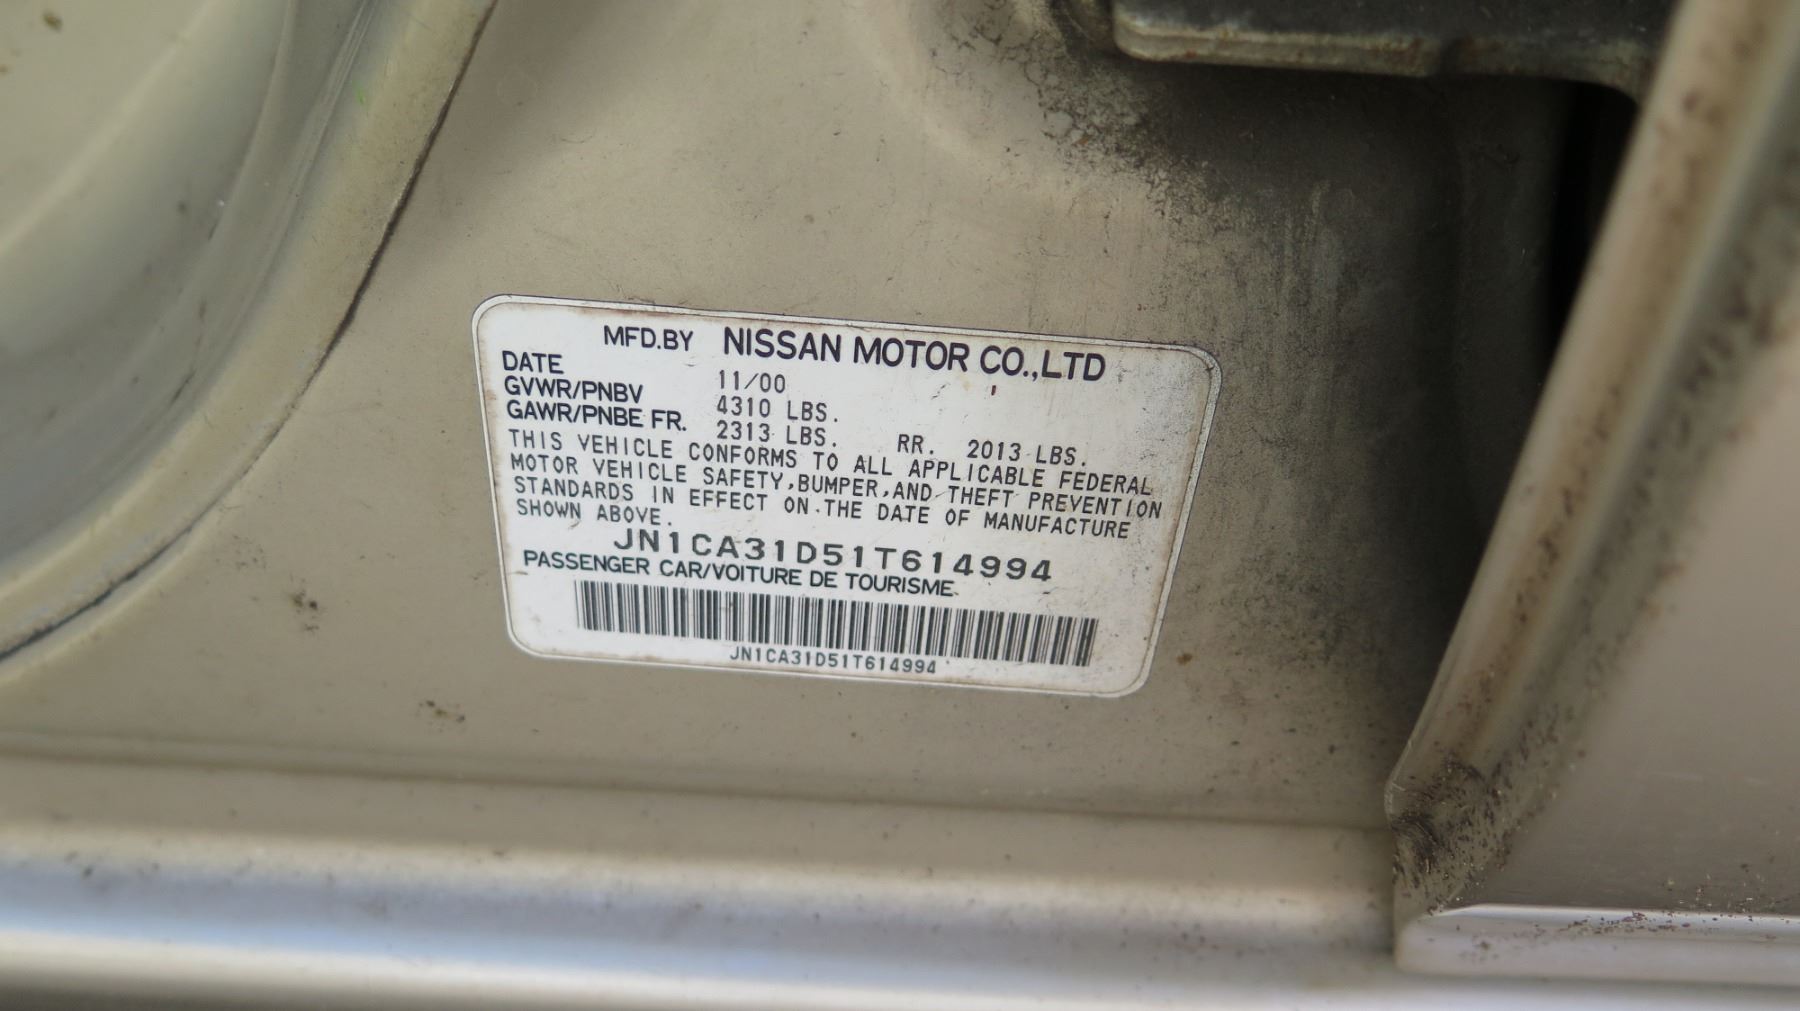 MFD.BY NISSAN MOTOR CO.,LTD
DATE 11/00
GVWR/PNBV 4310 LBS.
GAWR/PNBE FR. 2313 LBS. RR. 2013 LBS.
THIS VEHICLE CONFORMS TO ALL APPLICABLE FEDERAL
MOTOR VEHICLE SAFETY,BUMPER,AND THEFT PREVENTION
STANDARDS IN EFFECT ON THE DATE OF MANUFACTURE
SHOWN ABOVE.
JN1CA31D51T614994
PASSENGER CAR/VOITURE DE TOURISME
JN1CA31D51T614994